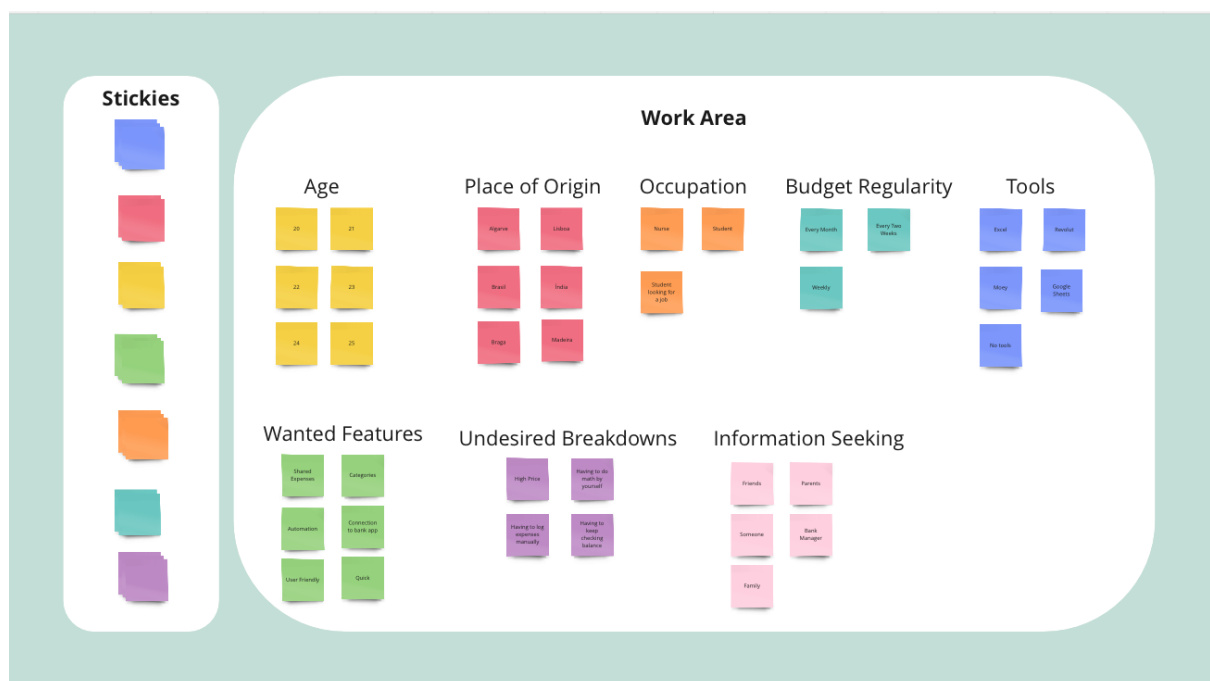 Stickies
Work Area
Age
20
21
22
23
24
25
Place of Origin
Algarve
Lisboa
Brasil
Índia
Braga
Madeira
Occupation
Nurse
Student
Student
looking for
a job
Budget Regularity
Every Month
Every Two
Weeks
Weekly
Tools
Excel
Revolut
Moey
Google
Sheets
No tools
Wanted Features
Shared
Expenses
Categories
Automation
Connection
to bank app
User Friendly
Quick
Undesired Breakdowns
High Price
Having to do
math by
yourself
Having to log
expenses
manually
Having to
keep
checking
balance
Information Seeking
Friends
Parents
Someone
Bank
Manager
Family